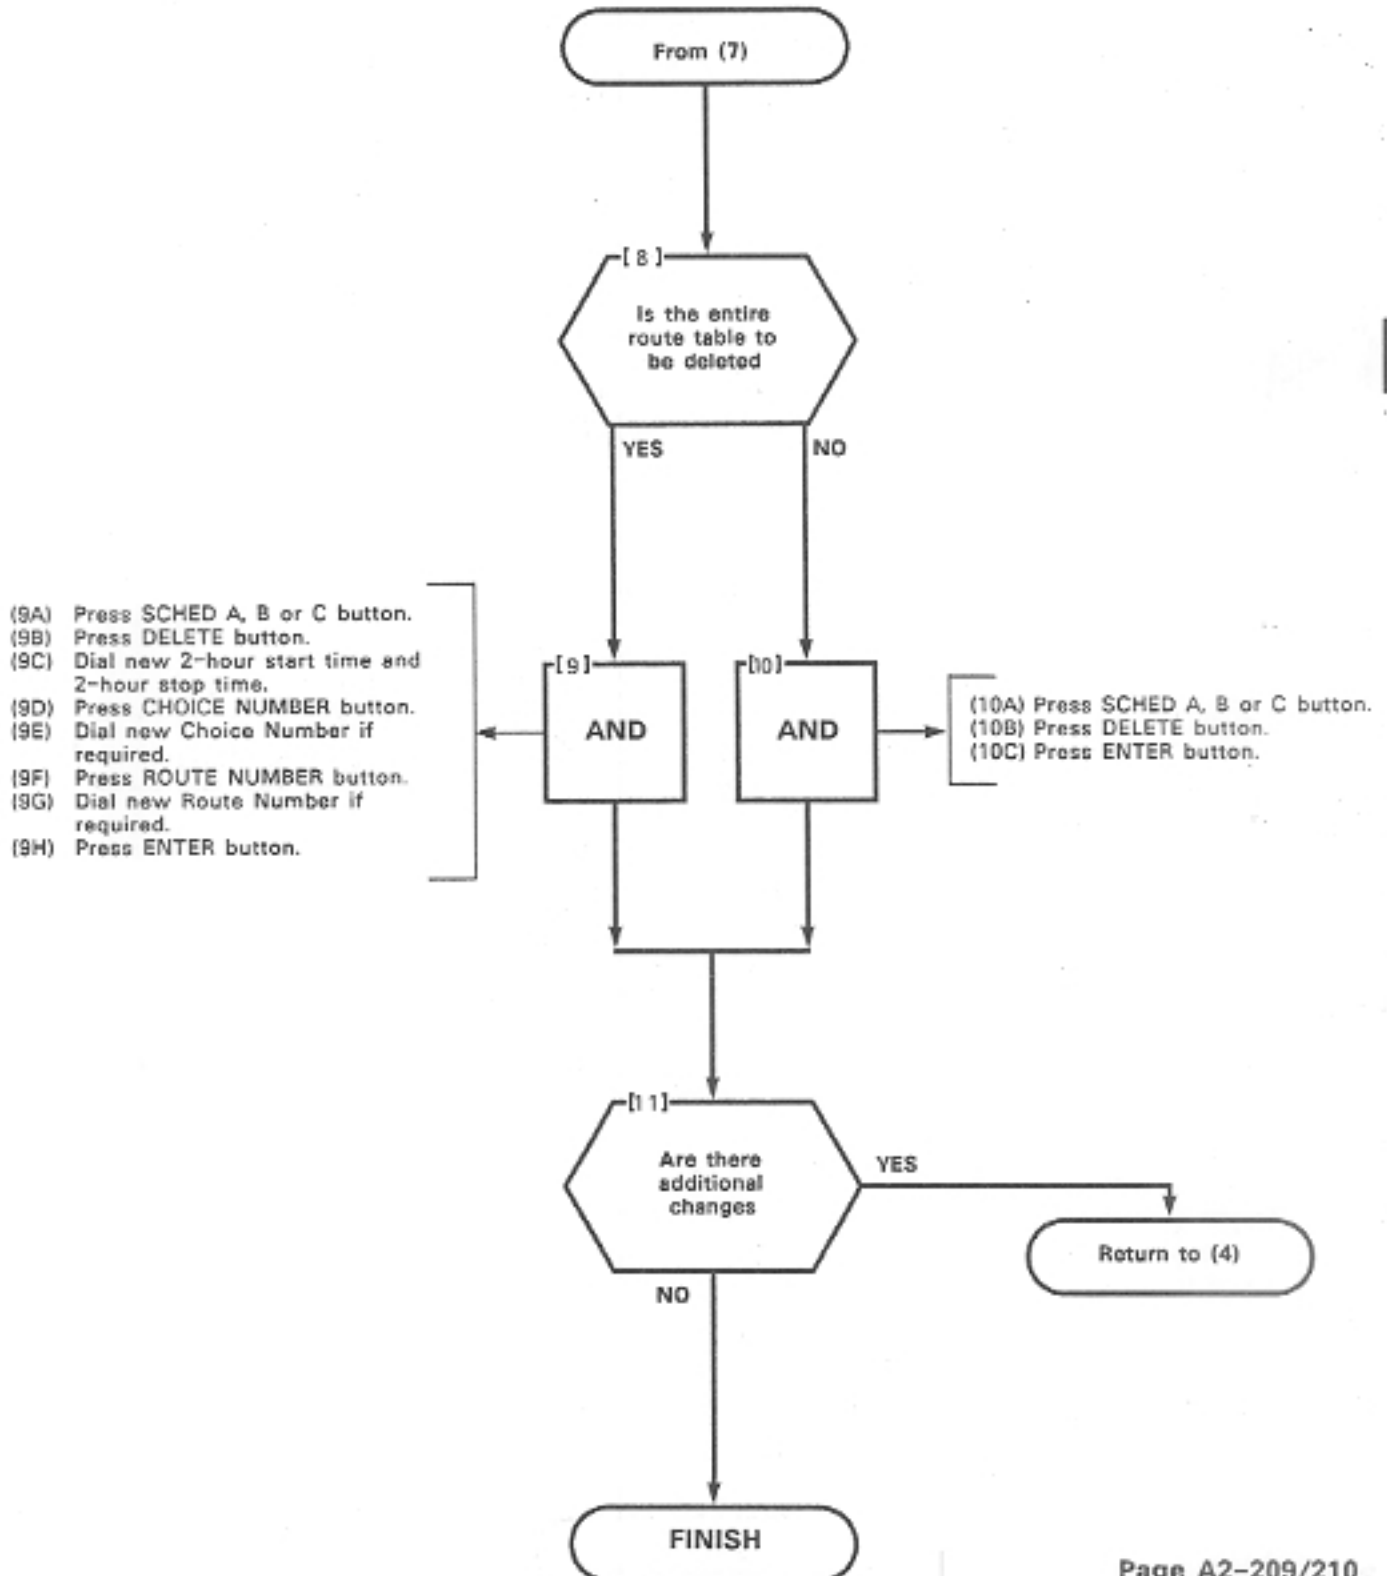 From (7)
[8]
Is the entire
route table to
be deleted
YES
NO
(9A) Press SCHED A, B or C button.
(9B) Press DELETE button.
(9C) Dial new 2-hour start time and
2-hour stop time.
(9D) Press CHOICE NUMBER button.
(9E) Dial new Choice Number if
required.
(9F) Press ROUTE NUMBER button.
(9G) Dial new Route Number if
required.
(9H) Press ENTER button.
[9]
AND
[10]
AND
(10A) Press SCHED A, B or C button.
(10B) Press DELETE button.
(10C) Press ENTER button.
[11]
Are there
additional
changes
YES
Return to (4)
NO
FINISH
Page A2-209/210